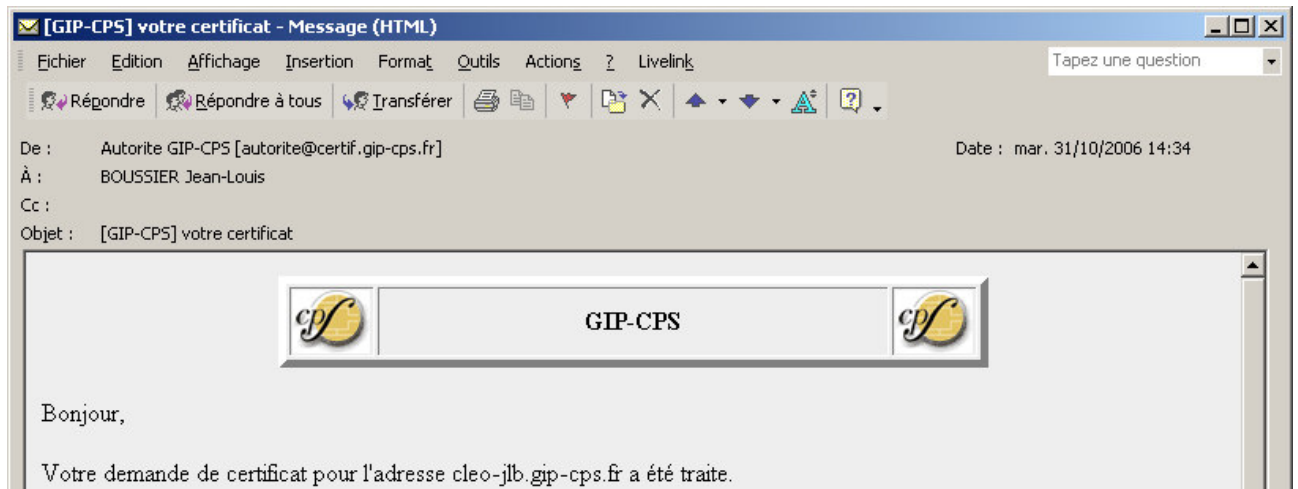 [GIP-CPS] votre certificat - Message (HTML)
Fichier Edition Affichage Insertion Format Outils Actions ? Livelink Tapez une question
Répondre Répondre à tous Transférer
De : Autorite GIP-CPS [autorite@certif.gip-cps.fr] Date : mar. 31/10/2006 14:34
À : BOUSSIER Jean-Louis
Cc :
Objet : [GIP-CPS] votre certificat
cps GIP-CPS cps
Bonjour,
Votre demande de certificat pour l'adresse cleo-jlb.gip-cps.fr a été traite.